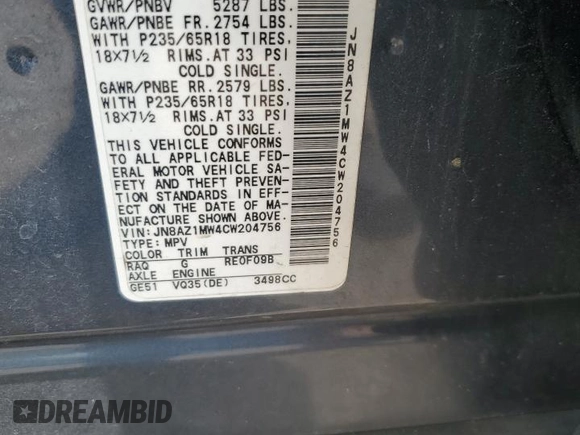 GVWR/PNBV 5287 LBS.
GAWR/PNBE FR. 2754 LBS.
WITH P235/65R18 TIRES.
18X7½ RIMS. AT 33 PSI
COLD SINGLE.
GAWR/PNBE RR. 2579 LBS.
WITH P235/65R18 TIRES.
18X7½ RIMS. AT 33 PSI
COLD SINGLE.
THIS VEHICLE CONFORMS
TO ALL APPLICABLE FED-
ERAL MOTOR VEHICLE SA-
FETY AND THEFT PREVEN-
TION STANDARDS IN EFF-
ECT ON THE DATE OF MA-
NUFACTURE SHOWN ABOVE.
VIN: JN8AZ1MW4CW204756
TYPE: MPV
COLOR TRIM TRANS
RAQ G RE0F09B
AXLE ENGINE
GE51 VQ35(DE) 3498CC
JN8AZ1MW4CW204756
DREAMBID